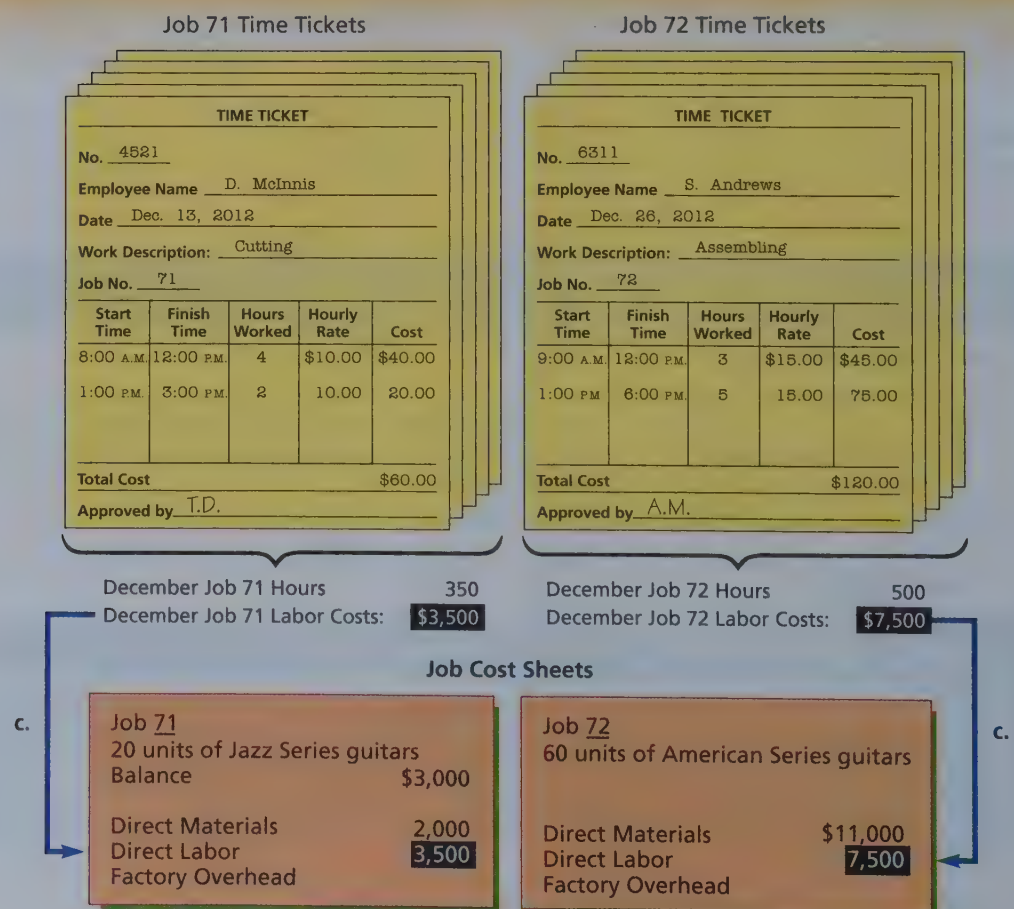 Job 71 Time Tickets
TIME TICKET
No. 4521
Employee Name D. McInnis
Date Dec. 13, 2012
Work Description: Cutting
Job No. 71
Start Time Finish Time Hours Worked Hourly Rate Cost
8:00 A.M. 12:00 P.M. 4 $10.00 $40.00
1:00 P.M. 3:00 P.M. 2 10.00 20.00
Total Cost $60.00
Approved by T.D.
December Job 71 Hours 350
December Job 71 Labor Costs: $3,500
Job 72 Time Tickets
TIME TICKET
No. 6311
Employee Name S. Andrews
Date Dec. 26, 2012
Work Description: Assembling
Job No. 72
Start Time Finish Time Hours Worked Hourly Rate Cost
9:00 A.M. 12:00 P.M. 3 $15.00 $45.00
1:00 PM 6:00 P.M. 5 15.00 75.00
Total Cost $120.00
Approved by A.M.
December Job 72 Hours 500
December Job 72 Labor Costs: $7,500
Job Cost Sheets
c.
Job 71
20 units of Jazz Series guitars
Balance $3,000
Direct Materials 2,000
Direct Labor 3,500
Factory Overhead
Job 72
60 units of American Series guitars
Direct Materials $11,000
Direct Labor 7,500
Factory Overhead
c.